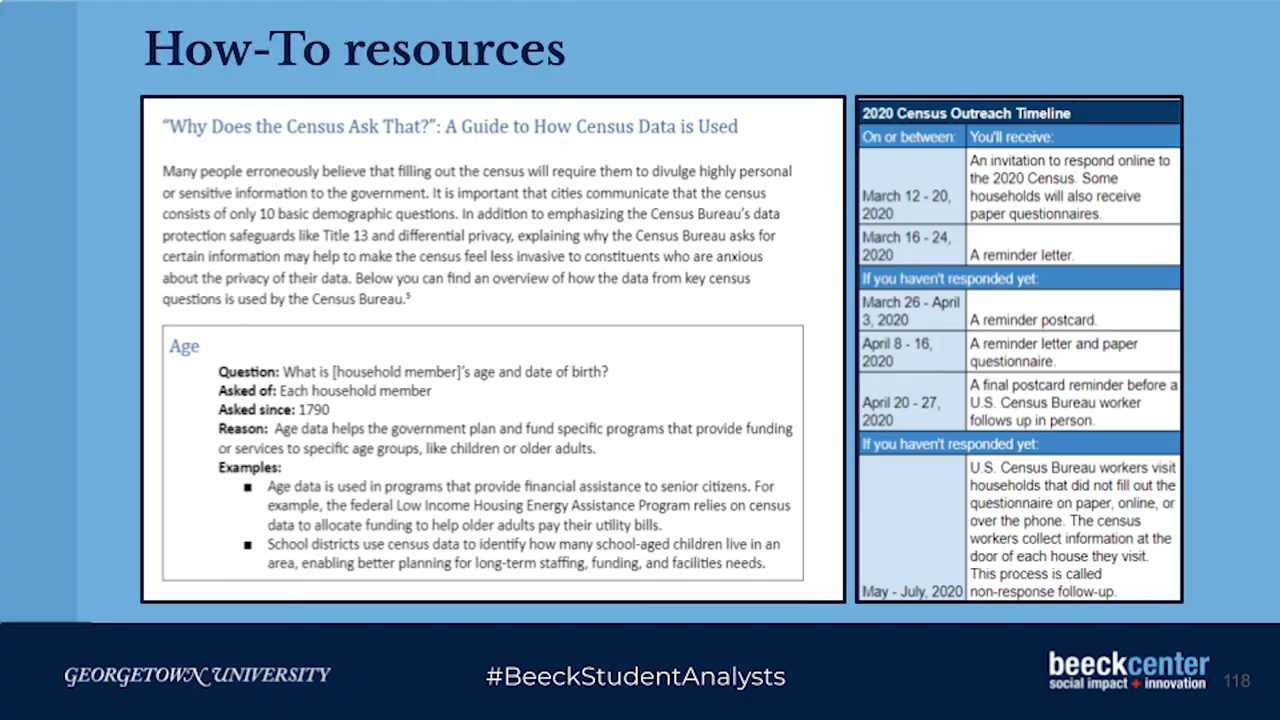 How-To resources
“Why Does the Census Ask That?”: A Guide to How Census Data is Used
Many people erroneously believe that filling out the census will require them to divulge highly personal
or sensitive information to the government. It is important that cities communicate that the census
consists of only 10 basic demographic questions. In addition to emphasizing the Census Bureau’s data
protection safeguards like Title 13 and differential privacy, explaining why the Census Bureau asks for
certain information may help to make the census feel less invasive to constituents who are anxious
about the privacy of their data. Below you can find an overview of how the data from key census
questions is used by the Census Bureau.⁵
Age
Question: What is [household member]’s age and date of birth?
Asked of: Each household member
Asked since: 1790
Reason: Age data helps the government plan and fund specific programs that provide funding
or services to specific age groups, like children or older adults.
Examples:
■ Age data is used in programs that provide financial assistance to senior citizens. For
example, the federal Low Income Housing Energy Assistance Program relies on census
data to allocate funding to help older adults pay their utility bills.
■ School districts use census data to identify how many school-aged children live in an
area, enabling better planning for long-term staffing, funding, and facilities needs.
2020 Census Outreach Timeline
On or between: You'll receive:
March 12 - 20,
2020
An invitation to respond online to
the 2020 Census. Some
households will also receive
paper questionnaires.
March 16 - 24,
2020
A reminder letter.
If you haven't responded yet:
March 26 - April
3, 2020
A reminder postcard.
April 8 - 16,
2020
A reminder letter and paper
questionnaire.
April 20 - 27,
2020
A final postcard reminder before a
U.S. Census Bureau worker
follows up in person.
If you haven't responded yet:
May - July, 2020
U.S. Census Bureau workers visit
households that did not fill out the
questionnaire on paper, online, or
over the phone. The census
workers collect information at the
door of each house they visit.
This process is called
non-response follow-up.
GEORGETOWN UNIVERSITY
#BeeckStudentAnalysts
beeckcenter
social impact + innovation
118